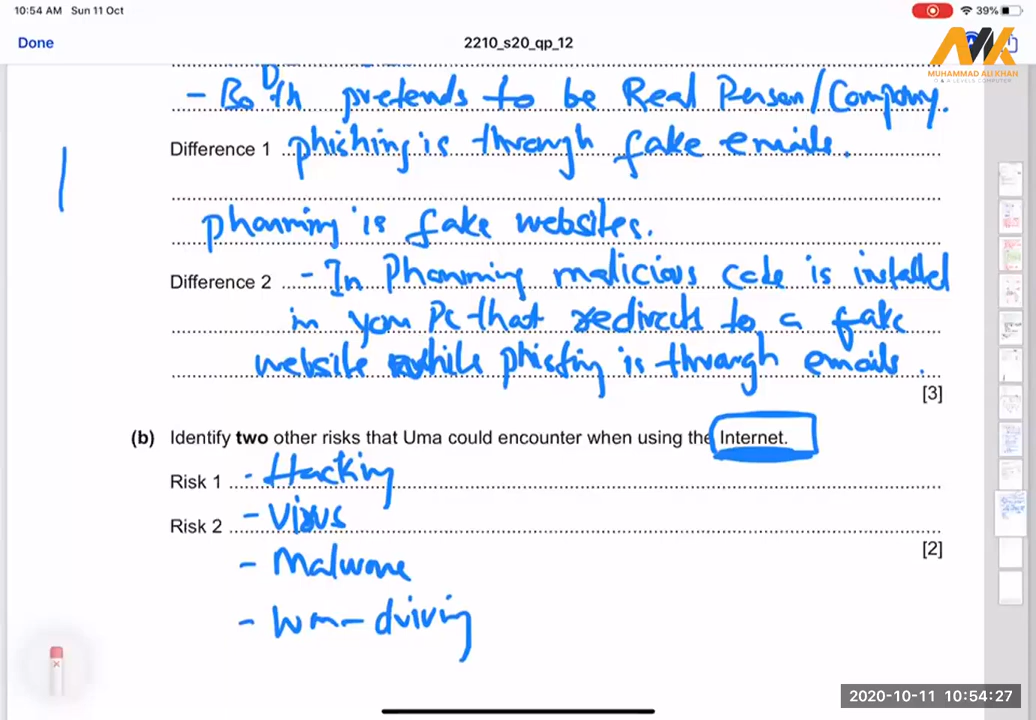 10:54 AM Sun 11 Oct
39%
Done
2210_s20_qp_12
MUHAMMAD ALI KHAN
O & A LEVELS COMPUTER
- Both pretends to be Real Person/Company.
Difference 1 phishing is through fake emails.
pharming is fake websites.
Difference 2 - In Pharming malicious code is installed
in your PC that redirects to a fake
website while phishing is through emails.
[3]
(b) Identify two other risks that Uma could encounter when using the Internet.
Risk 1 - Hacking
Risk 2 - Virus
[2]
- Malware
- War-driving
2020-10-11 10:54:27